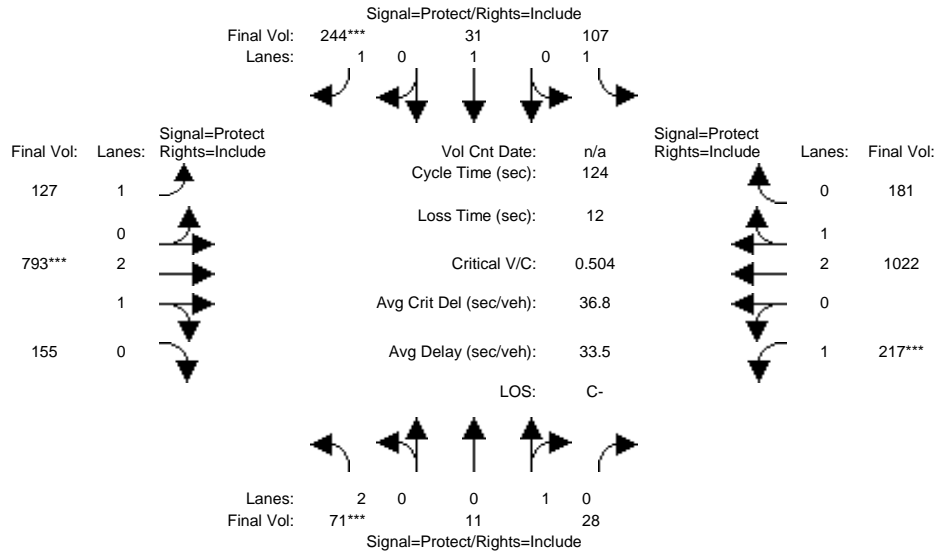 Signal=Protect/Rights=Include
Final Vol: 244*** 31 107
Lanes: 1 0 1 0 1
Signal=Protect
Final Vol: Lanes: Rights=Include
Vol Cnt Date: n/a
Signal=Protect
Rights=Include Lanes: Final Vol:
Cycle Time (sec): 124
127 1
0 181
Loss Time (sec): 12
0
1
793*** 2
Critical V/C: 0.504
2 1022
1
Avg Crit Del (sec/veh): 36.8
0
155 0
Avg Delay (sec/veh): 33.5
1 217***
LOS: C-
Lanes: 2 0 0 1 0
Final Vol: 71*** 11 28
Signal=Protect/Rights=Include